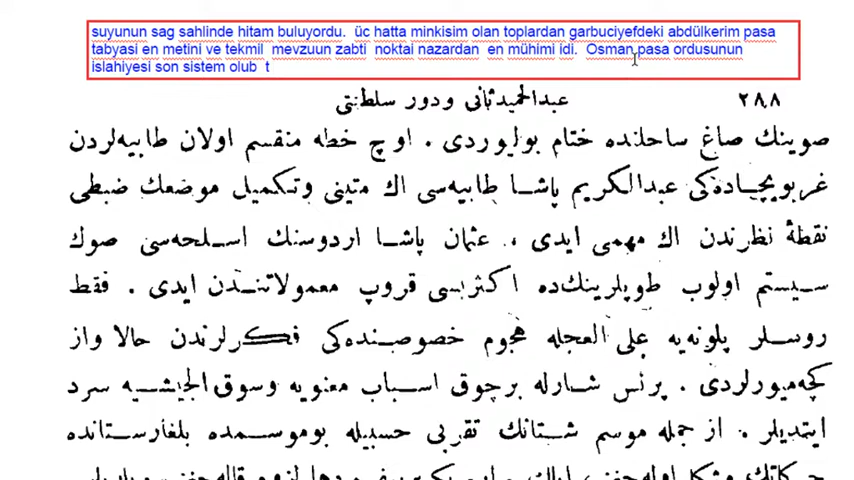 suyunun sag sahlinde hitam buluyordu.  üc hatta minkisim olan toplardan garbuciyefdeki abdülkerim pasa
tabyasi en metini ve tekmil  mevzuun zabti  noktai nazardan  en mühimi idi.  Osman pasa ordusunun
islahiyesi son sistem olub  t
٢٨٨ عبدالحميدثانى ودور سلطنتى
صوينك صاغ ساحلنده ختام بوليوردى . اوچ خطه منقسم اولان طابيه‌لردن
غربويچاده‌كى عبدالكريم پاشا طابيه‌سى اك متينى وتكميل موضعك ضبطى
نقطهٔ نظرندن اك مهمى ايدى . عثمان پاشا اردوسنك اسلحه‌سى صوك
سيستم اولوب طوپلرينك‌ده اكثريسى قروپ معمولاتندن ايدى . فقط
روسلر پلونه‌يه على العجله هجوم خصوصنده‌كى فكرلرندن حالا واز
كچه‌ميورلردى . پرنس شارله برچوق اسباب معنويه وسوق الجيشيه سرد
ايتديلر . از جمله موسم شتانك تقربى حسبيله بوموسمده بلغارستانده